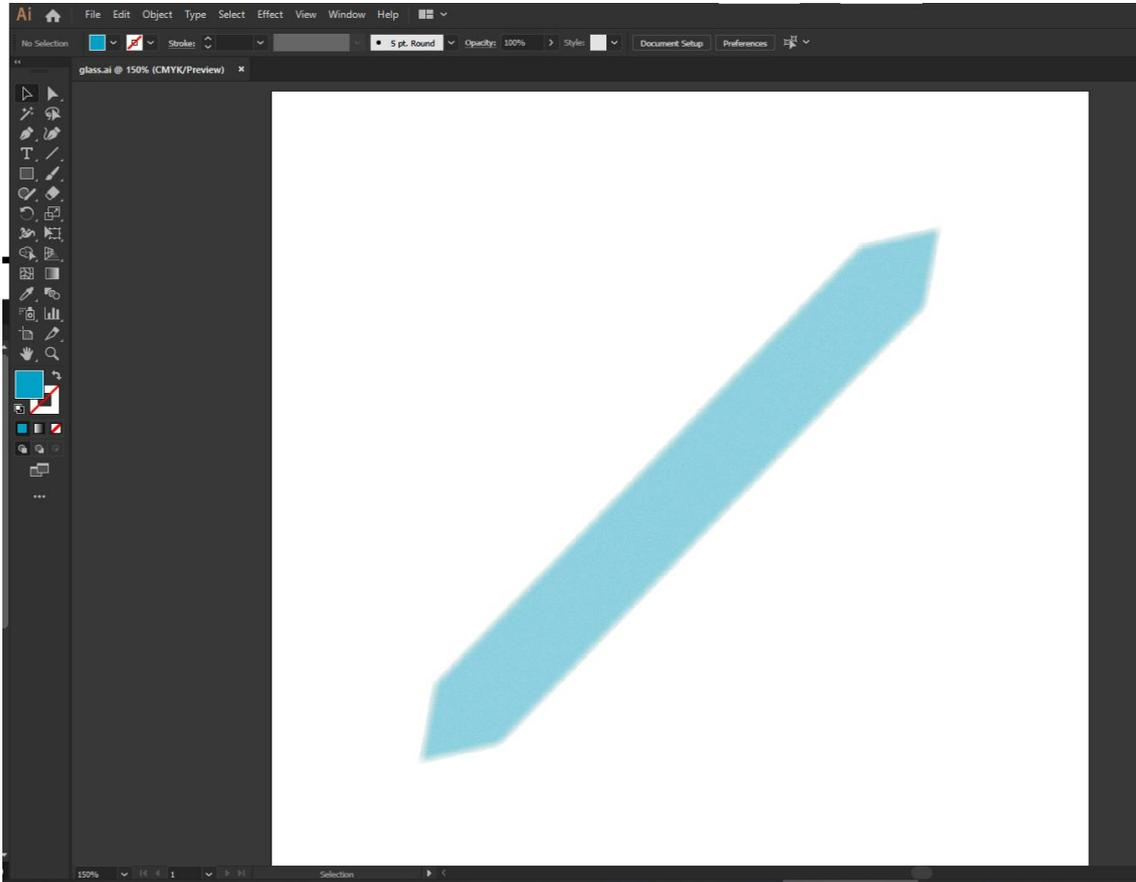 Ai File Edit Object Type Select Effect View Window Help
No Selection Stroke: 5 pt. Round Opacity: 100% Style: Document Setup Preferences
glass.ai @ 150% (CMYK/Preview) ×
150% 1 Selection